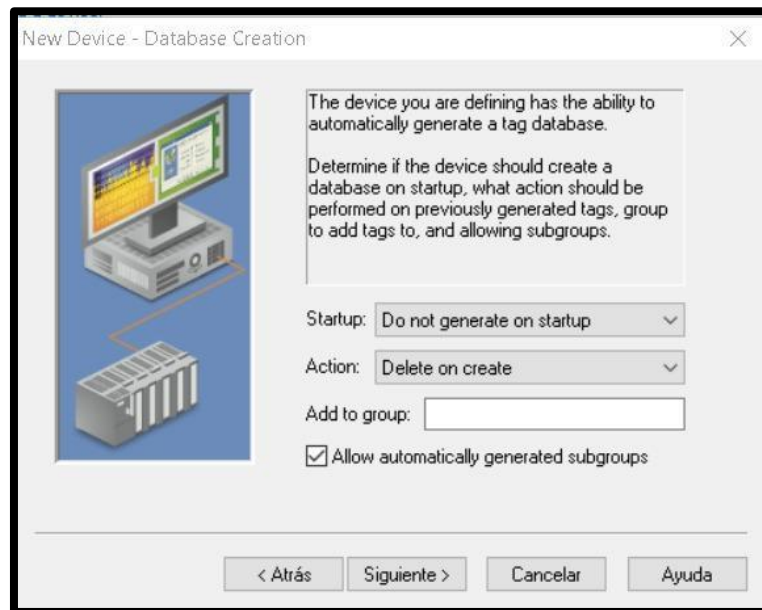 New Device - Database Creation
The device you are defining has the ability to
automatically generate a tag database.
Determine if the device should create a
database on startup, what action should be
performed on previously generated tags, group
to add tags to, and allowing subgroups.
Startup: Do not generate on startup
Action: Delete on create
Add to group:
Allow automatically generated subgroups
< Atrás Siguiente > Cancelar Ayuda